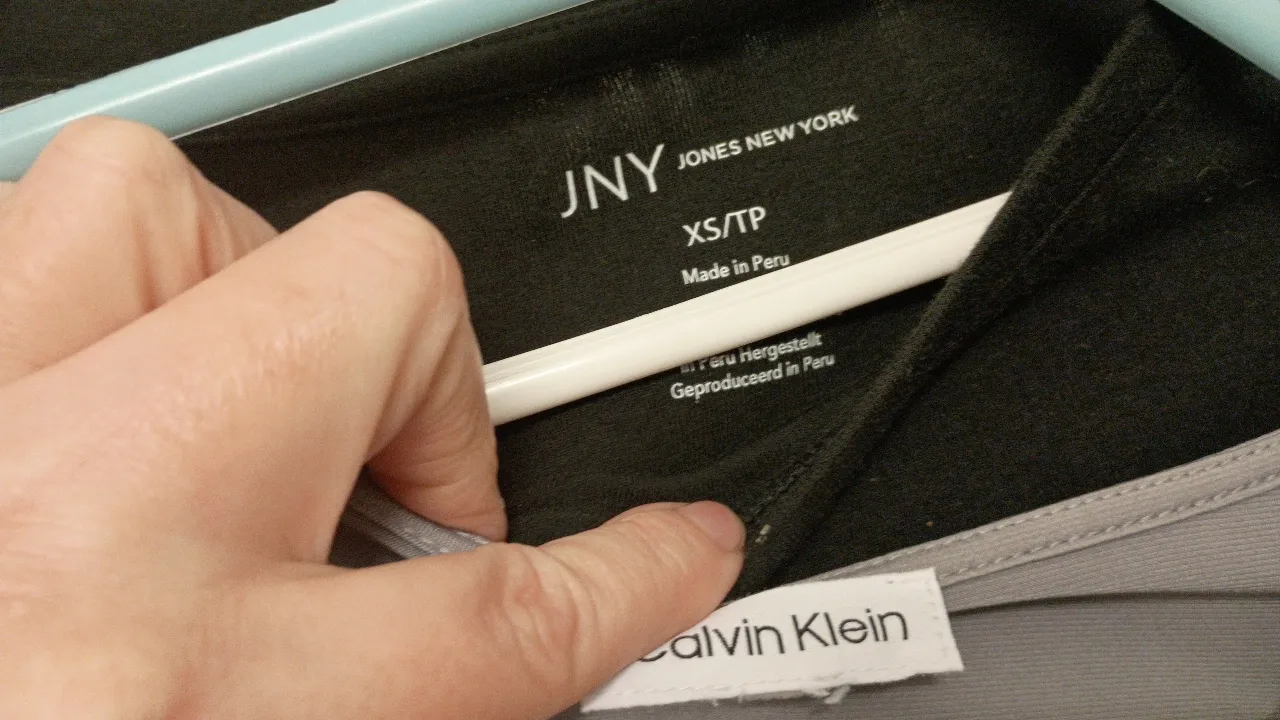 JNY JONES NEW YORK
XS/TP
Made in Peru
in Peru Hergestellt
Geproduceerd in Peru
Calvin Klein